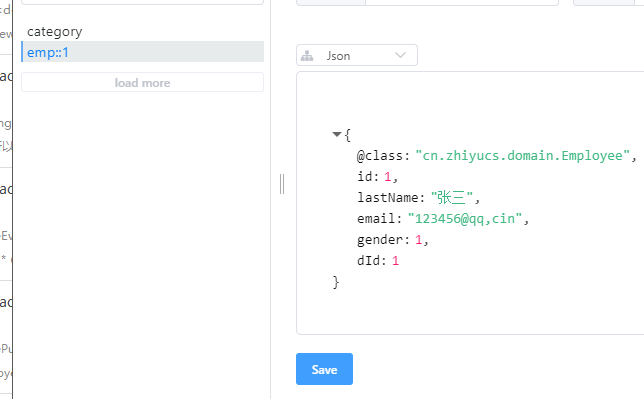 category
emp::1
load more
Json
{
@class: "cn.zhiyucs.domain.Employee",
id: 1,
lastName: "张三",
email: "123456@qq,cin",
gender: 1,
dId: 1
}
Save